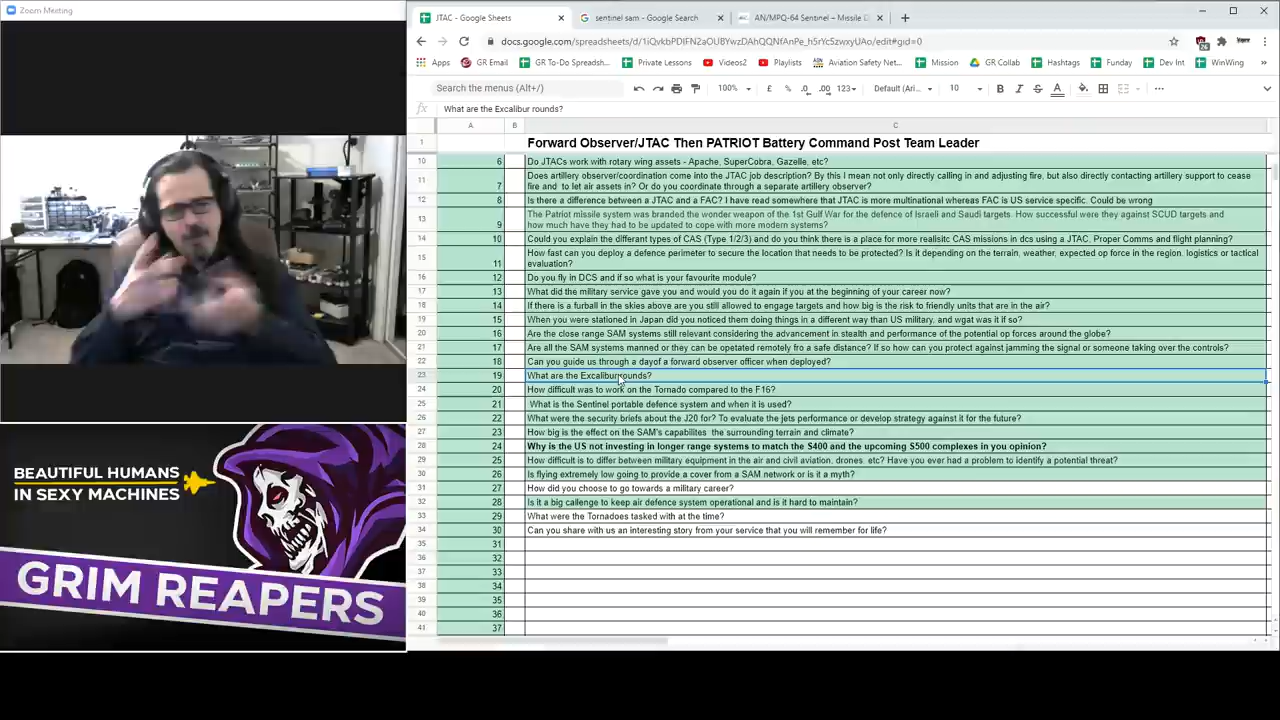 Zoom Meeting
JTAC - Google Sheets
sentinel sam - Google Search
AN/MPQ-64 Sentinel – Missile D
docs.google.com/spreadsheets/d/1iQvkbPDIFN2aOUBYwzDAhQQNfAnPe_h5rYc5zwxyUAo/edit#gid=0
Apps GR Email GR To-Do Spreadsh... Private Lessons Videos2 Playlists Aviation Safety Net... Mission GR Collab Hashtags Funday Dev Int WinWing
Search the menus (Alt+/) 100% £ % .0 .00 123 Default (Ari... 10 B I S A
fx What are the Excalibur rounds?
A B C
1 Forward Observer/JTAC Then PATRIOT Battery Command Post Team Leader
10 6 Do JTACs work with rotary wing assets - Apache, SuperCobra, Gazelle, etc?
11 Does artillery observer/coordination come into the JTAC job description? By this I mean not only directly calling in and adjusting fire, but also directly contacting artillery support to cease
7 fire and to let air assets in? Or do you coordinate through a separate artillery observer?
12 8 Is there a difference between a JTAC and a FAC? I have read somewhere that JTAC is more multinational whereas FAC is US service specific. Could be wrong
13 The Patriot missile system was branded the wonder weapon of the 1st Gulf War for the defence of Israeli and Saudi targets. How successful were they against SCUD targets and
9 how much have they had to be updated to cope with more modern systems?
14 10 Could you explain the differant types of CAS (Type 1/2/3) and do you think there is a place for more realisitc CAS missions in dcs using a JTAC, Proper Comms and flight planning?
15 How fast can you deploy a defence perimeter to secure the location that needs to be protected? Is it depending on the terrain, weather, expected op force in the region. logistics or tactical
11 evaluation?
16 12 Do you fly in DCS and if so what is your favourite module?
17 13 What did the military service gave you and would you do it again if you at the beginning of your career now?
18 14 If there is a furball in the skies above are you still allowed to engage targets and how big is the risk to friendly units that are in the air?
19 15 When you were stationed in Japan did you noticed them doing things in a different way than US military, and wgat was it if so?
20 16 Are the close range SAM systems still relevant considering the advancement in stealth and performance of the potential op forces around the globe?
21 17 Are all the SAM systems manned or they can be opetated remotely fro a safe distance? If so how can you protect against jamming the signal or someone taking over the controls?
22 18 Can you guide us through a dayof a forward observer officer when deployed?
23 19 What are the Excalibur rounds?
24 20 How difficult was to work on the Tornado compared to the F16?
25 21 What is the Sentinel portable defence system and when it is used?
26 22 What were the security briefs about the J20 for? To evaluate the jets performance or develop strategy against it for the future?
27 23 How big is the effect on the SAM's capabilites the surrounding terrain and climate?
28 24 Why is the US not investing in longer range systems to match the S400 and the upcoming S500 complexes in you opinion?
29 25 How difficult is to differ between military equipment in the air and civil aviation, drones. etc? Have you ever had a problem to identify a potential threat?
30 26 Is flying extremely low going to provide a cover from a SAM network or is it a myth?
31 27 How did you choose to go towards a military career?
32 28 Is it a big callenge to keep air defence system operational and is it hard to maintain?
33 29 What were the Tornadoes tasked with at the time?
34 30 Can you share with us an interesting story from your service that you will remember for life?
35 31
36 32
37 33
38 34
39 35
40 36
41 37
BEAUTIFUL HUMANS
IN SEXY MACHINES
GRIM REAPERS